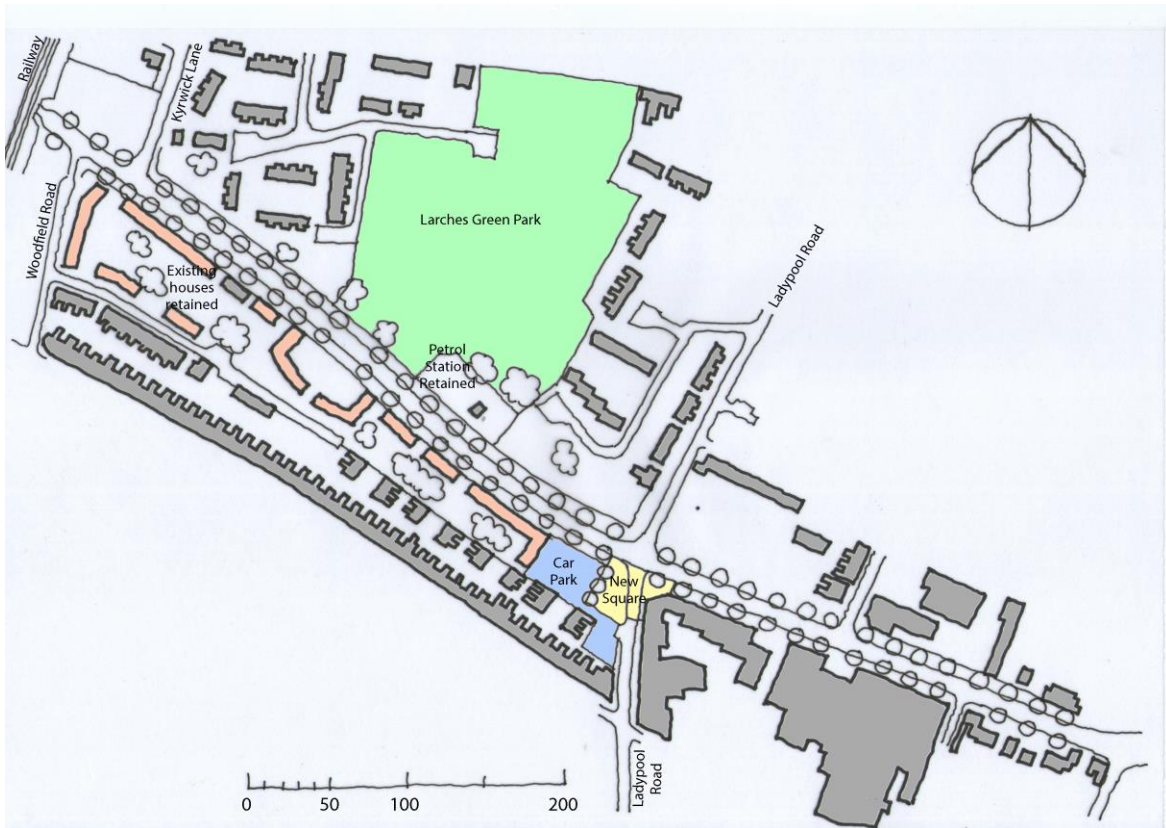 Railway
Kyrwick Lane
Larches Green Park
Woodfield Road
Ladypool Road
Existing
houses
retained
Petrol
Station
Retained
Car
Park
New
Square
Ladypool
Road
0 50 100 200